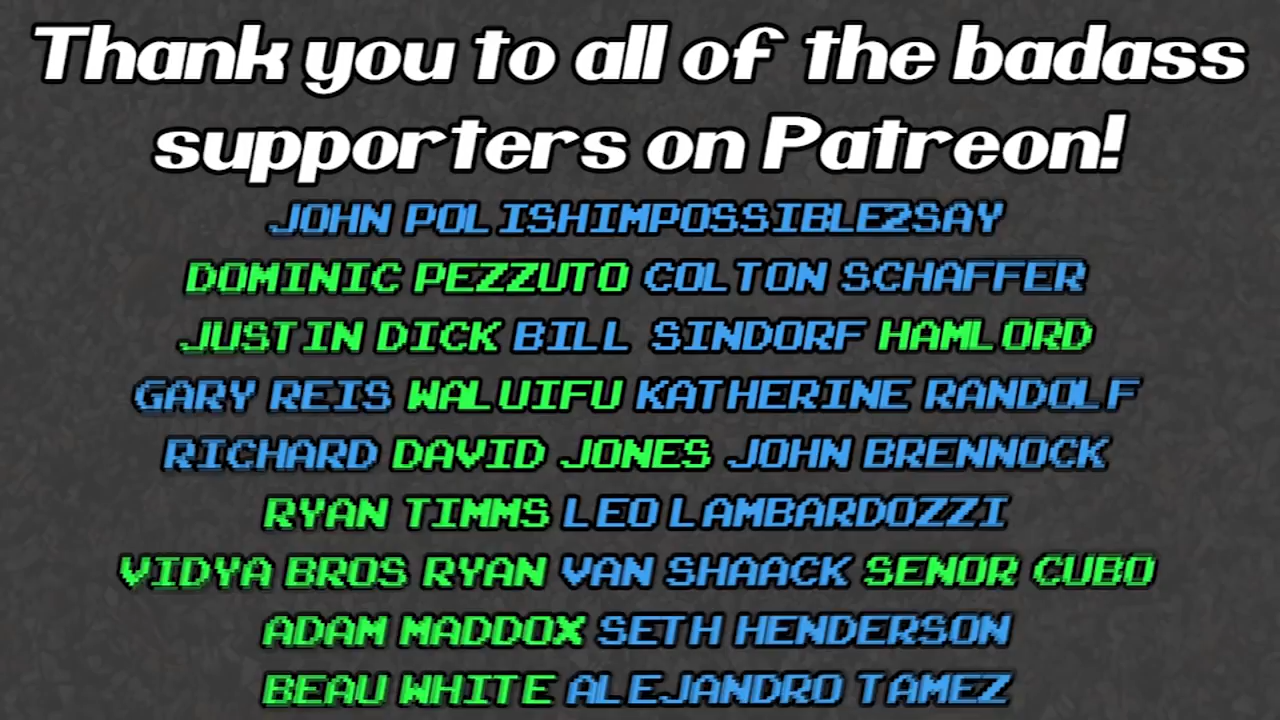 Thank you to all of the badass
supporters on Patreon!
JOHN POLISHIMPOSSIBLE2SAY
DOMINIC PEZZUTO COLTON SCHAFFER
JUSTIN DICK BILL SINDORF HAMLORD
GARY REIS WALUIFU KATHERINE RANDOLF
RICHARD DAVID JONES JOHN BRENNOCK
RYAN TIMMS LEO LAMBARDOZZI
VIDYA BROS RYAN VAN SHAACK SENOR CUBO
ADAM MADDOX SETH HENDERSON
BEAU WHITE ALEJANDRO TAMEZ